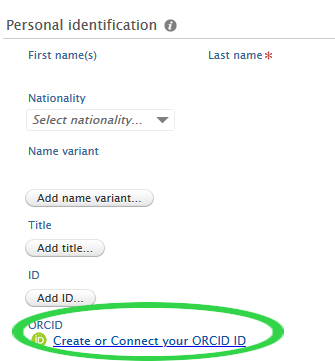 Personal identification i
First name(s) Last name *
Nationality
Select nationality...
Name variant
Add name variant...
Title
Add title...
ID
Add ID...
ORCID
iD Create or Connect your ORCID ID